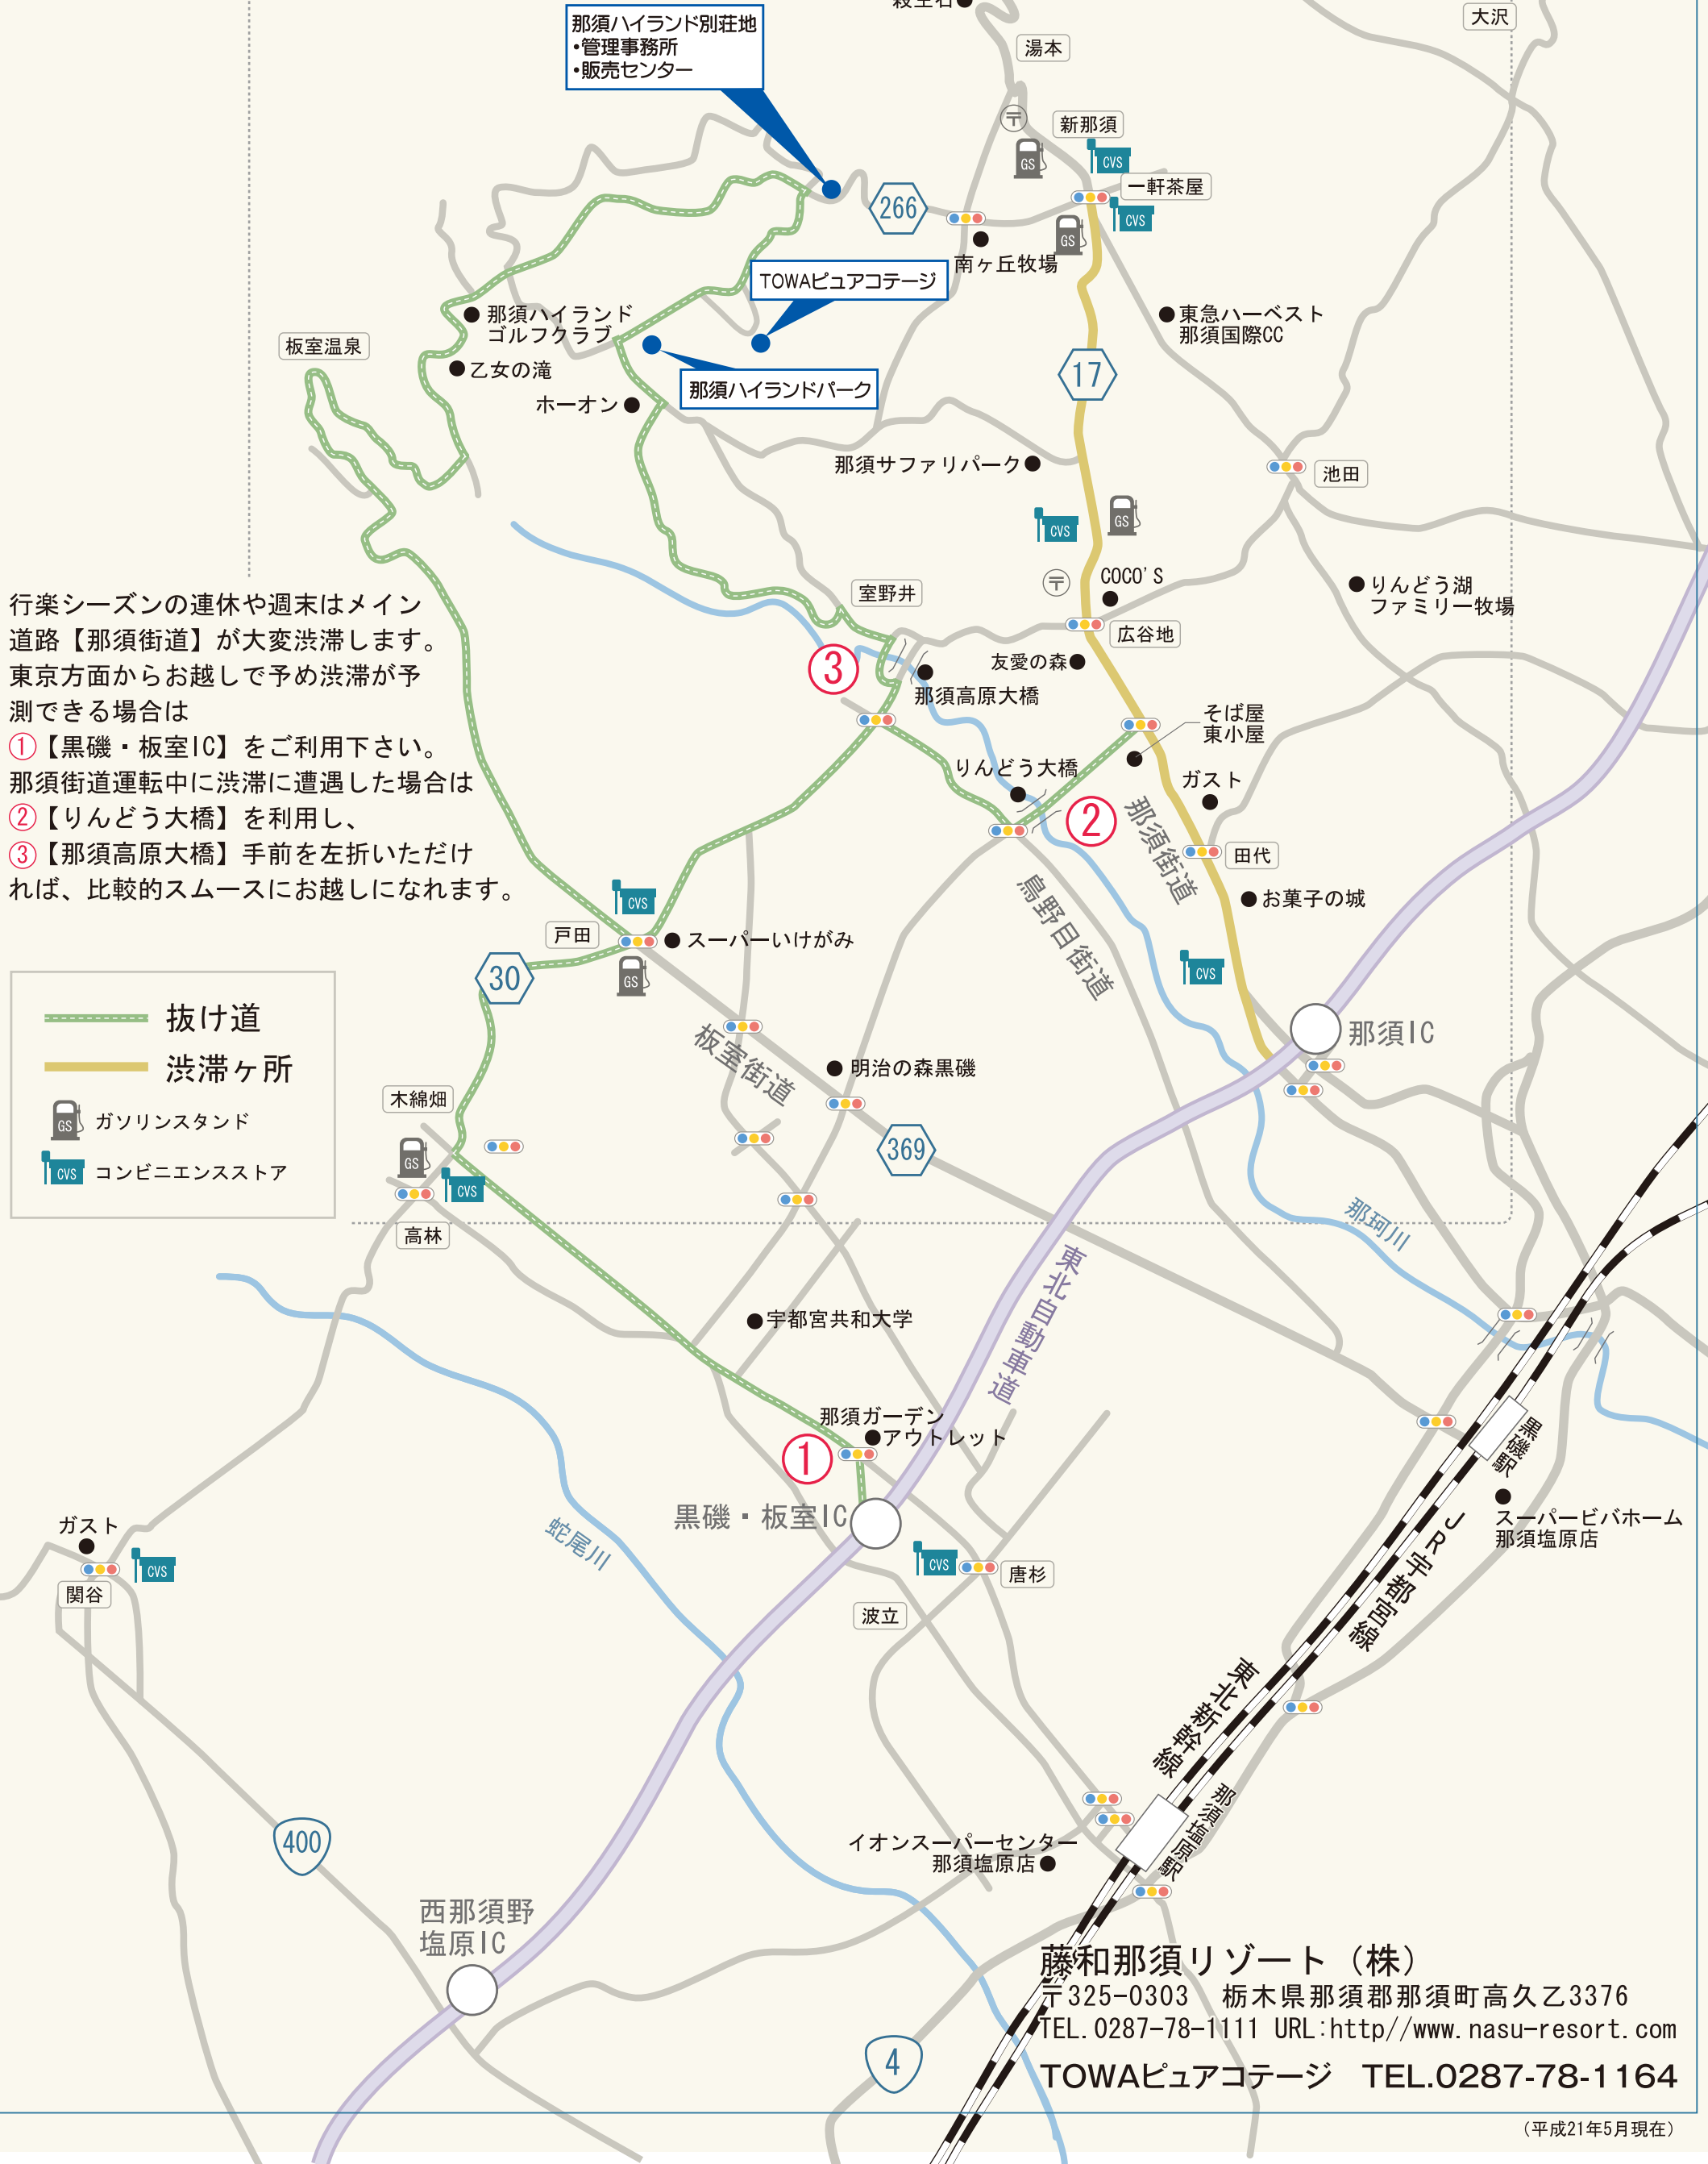 那須ハイランド別荘地
・管理事務所
・販売センター
大沢
湯本
〒
新那須
GS
CVS
一軒茶屋
CVS
266
GS
南ヶ丘牧場
TOWAピュアコテージ
那須ハイランド
ゴルフクラブ
東急ハーベスト
那須国際CC
板室温泉
乙女の滝
那須ハイランドパーク
17
ホーオン
那須サファリパーク
池田
GS
CVS
〒
COCO'S
室野井
りんどう湖
ファミリー牧場
広谷地
行楽シーズンの連休や週末はメイン
道路【那須街道】が大変渋滞します。
東京方面からお越しで予め渋滞が予
測できる場合は
①【黒磯・板室IC】をご利用下さい。
那須街道運転中に渋滞に遭遇した場合は
②【りんどう大橋】を利用し、
③【那須高原大橋】手前を左折いただけ
れば、比較的スムースにお越しになれます。
③
友愛の森
那須高原大橋
そば屋
東小屋
りんどう大橋
ガスト
②
那須街道
田代
鳥野目街道
お菓子の城
CVS
戸田
スーパーいけがみ
CVS
GS
30
抜け道
渋滞ヶ所
GS
ガソリンスタンド
CVS
コンビニエンスストア
板室街道
那須IC
明治の森黒磯
木綿畑
369
GS
CVS
高林
那珂川
東北自動車道
宇都宮共和大学
那須ガーデン
アウトレット
①
黒磯・板室IC
黒磯駅
スーパービバホーム
那須塩原店
JR宇都宮線
ガスト
CVS
関谷
蛇尾川
CVS
唐杉
波立
東北新幹線
那須塩原駅
400
イオンスーパーセンター
那須塩原店
西那須野
塩原IC
4
藤和那須リゾート（株）
〒325-0303　栃木県那須郡那須町高久乙3376
TEL.0287-78-1111 URL:http//www.nasu-resort.com
TOWAピュアコテージ　TEL.0287-78-1164
（平成21年5月現在）